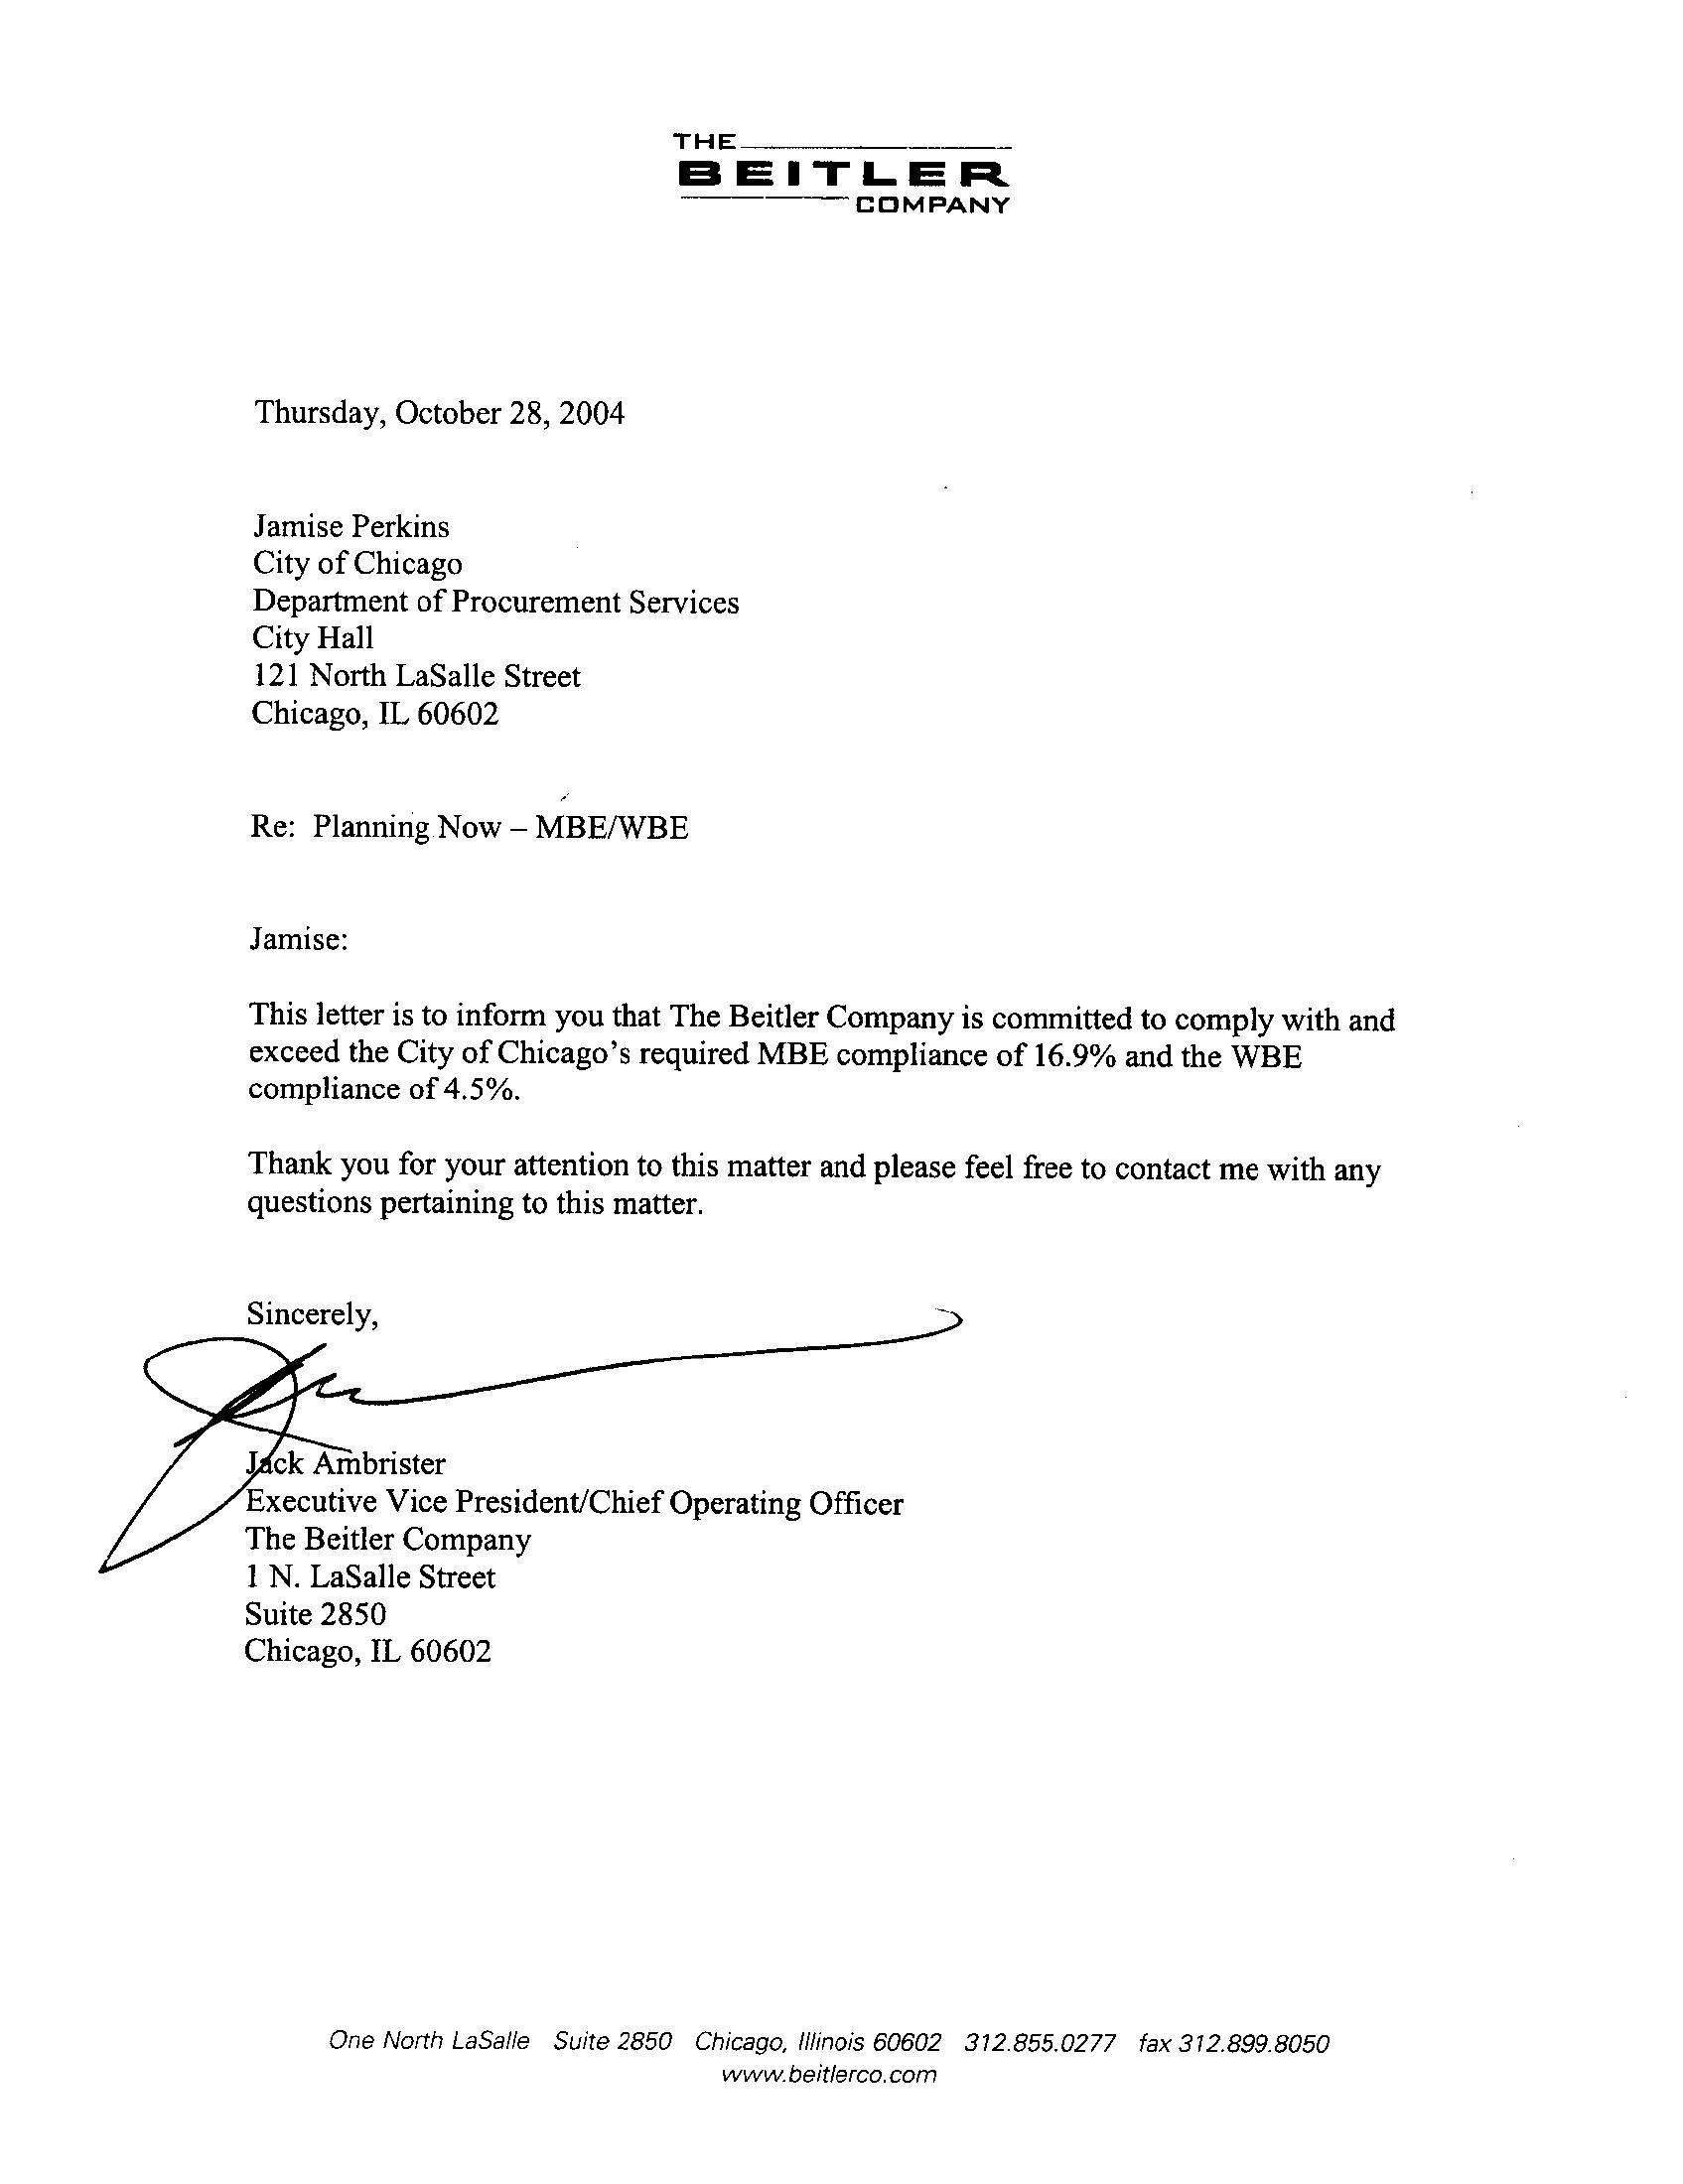 THE
BEITLER
COMPANY
Thursday, October 28, 2004
Jamise Perkins
City of Chicago
Department of Procurement Services
City Hall
121 North LaSalle Street
Chicago, IL 60602
Re: Planning Now – MBE/WBE
Jamise:
This letter is to inform you that The Beitler Company is committed to comply with and
exceed the City of Chicago's required MBE compliance of 16.9% and the WBE
compliance of 4.5%.
Thank you for your attention to this matter and please feel free to contact me with any
questions pertaining to this matter.
Sincerely,
Jack Ambrister
Executive Vice President/Chief Operating Officer
The Beitler Company
1 N. LaSalle Street
Suite 2850
Chicago, IL 60602
One North LaSalle Suite 2850 Chicago, Illinois 60602 312.855.0277 fax 312.899.8050
www.beitlerco.com